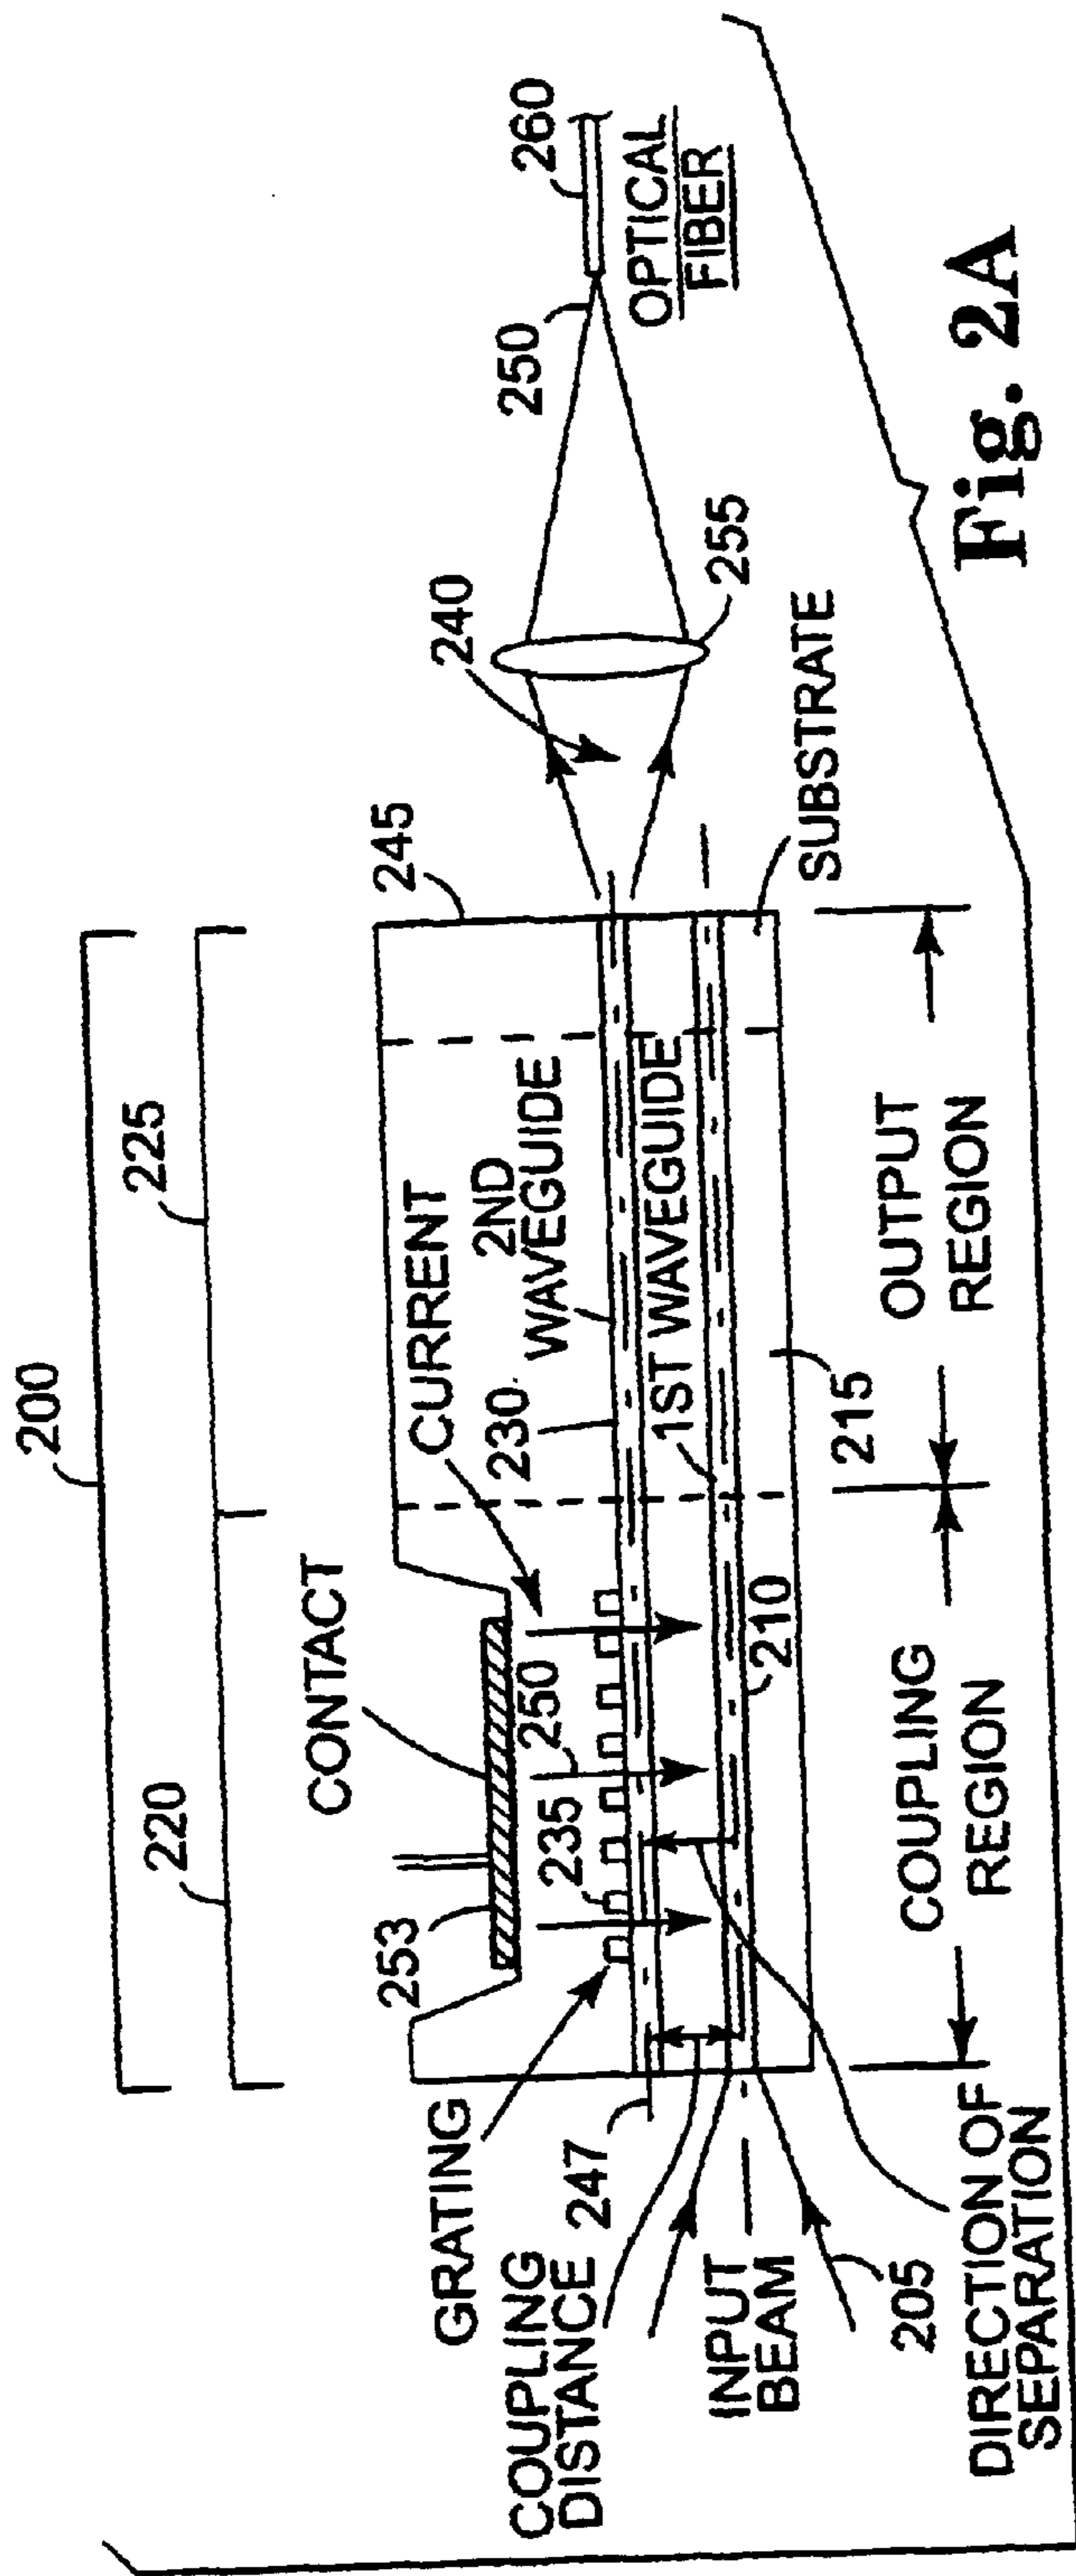 200
220
225
CONTACT
CURRENT
245
253
235
250
230
2ND
WAVEGUIDE
1ST WAVEGUIDE
GRATING
COUPLING
DISTANCE
247
INPUT
BEAM
205
DIRECTION OF
SEPARATION
210
215
SUBSTRATE
COUPLING
REGION
OUTPUT
REGION
240
255
250
260
OPTICAL
FIBER
Fig. 2A